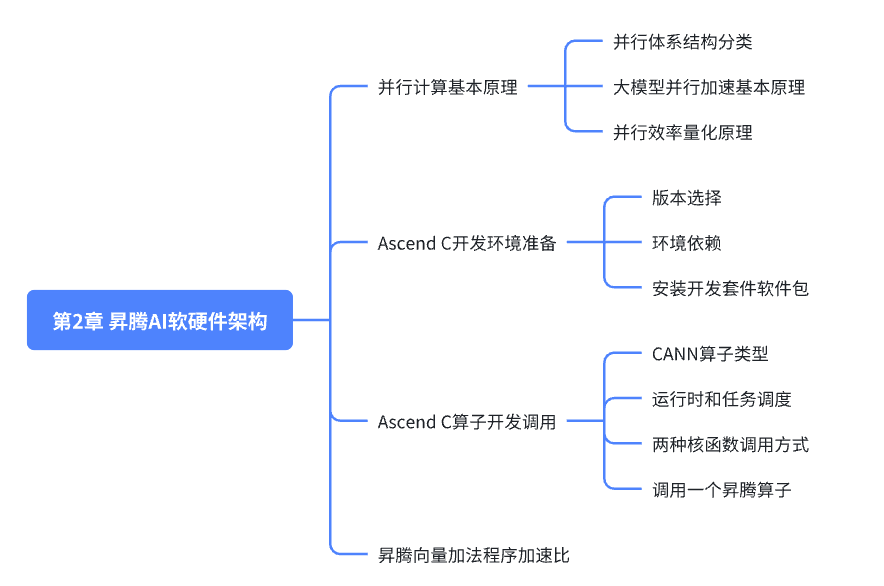 第2章 昇腾AI软硬件架构
并行计算基本原理
并行体系结构分类
大模型并行加速基本原理
并行效率量化原理
Ascend C开发环境准备
版本选择
环境依赖
安装开发套件软件包
Ascend C算子开发调用
CANN算子类型
运行时和任务调度
两种核函数调用方式
调用一个昇腾算子
昇腾向量加法程序加速比